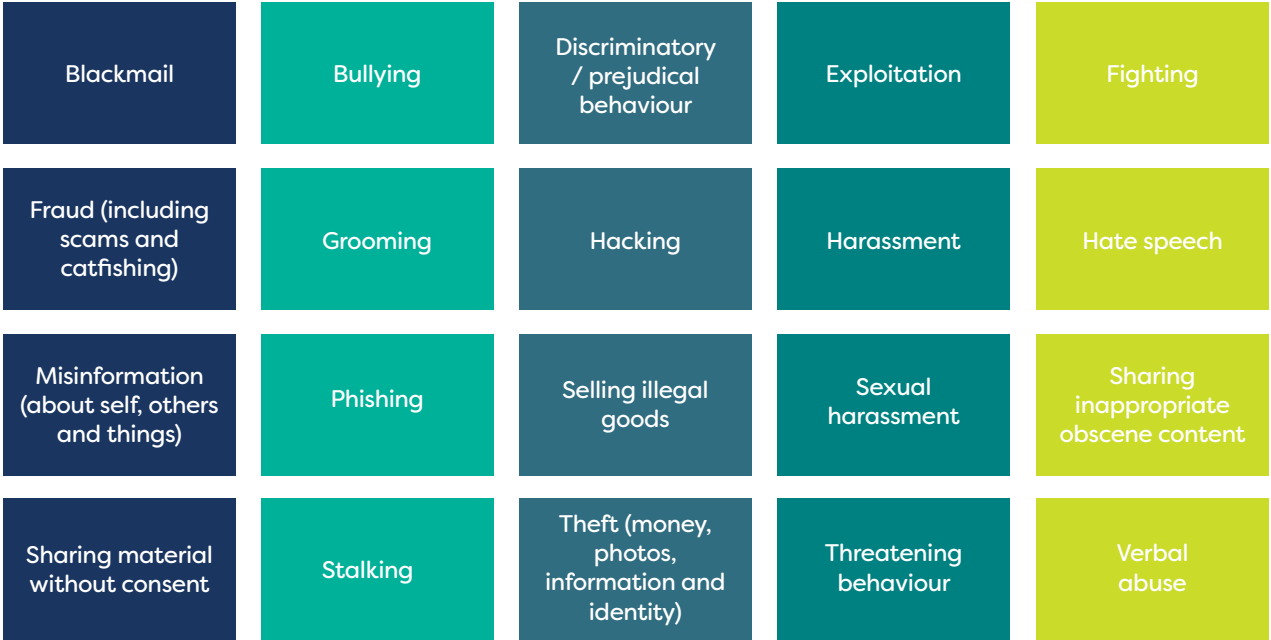 Blackmail
Bullying
Discriminatory
/ prejudical
behaviour
Exploitation
Fighting
Fraud (including
scams and
catfishing)
Grooming
Hacking
Harassment
Hate speech
Misinformation
(about self, others
and things)
Phishing
Selling illegal
goods
Sexual
harassment
Sharing
inappropriate
obscene content
Sharing material
without consent
Stalking
Theft (money,
photos,
information and
identity)
Threatening
behaviour
Verbal
abuse